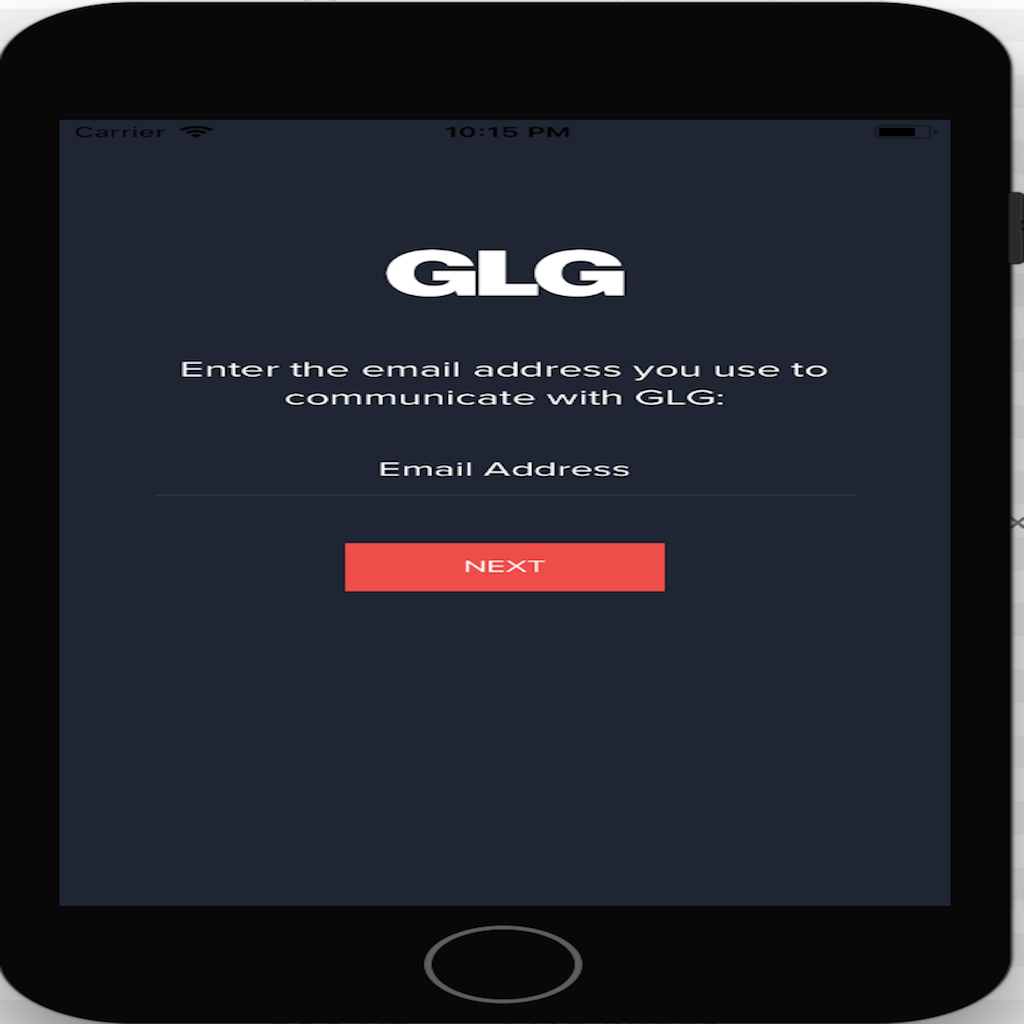 Carrier
10:15 PM
GLG
Enter the email address you use to
communicate with GLG:
Email Address
NEXT